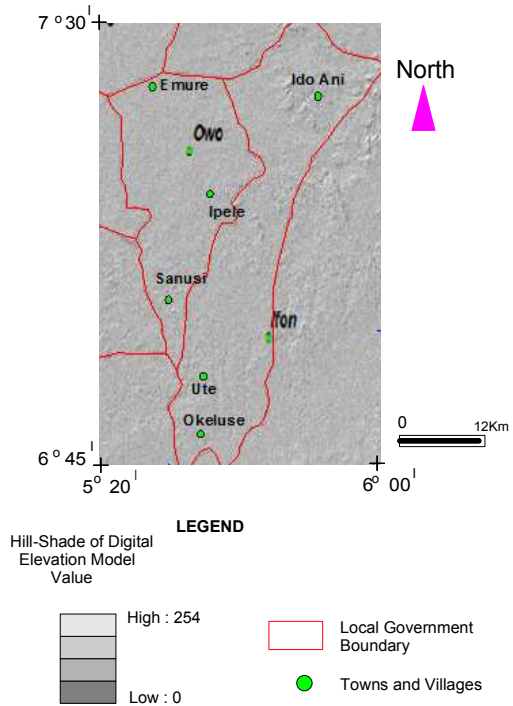 7 º 30 ꞌ
North
Emure
Ido Ani
Owo
Ipele
Sanusi
Ifon
Ute
Okeluse
0 12Km
6 º 45 ꞌ
5 º 20 ꞌ
6 º 00 ꞌ
LEGEND
Hill-Shade of Digital
Elevation Model
Value
High : 254
Low : 0
Local Government
Boundary
Towns and Villages